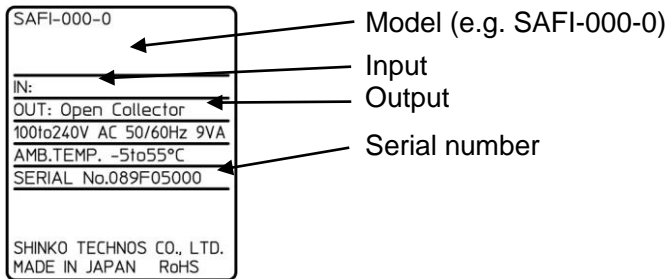 SAFI-000-0
Model (e.g. SAFI-000-0)
Input
IN:
Output
OUT: Open Collector
100to240V AC 50/60Hz 9VA
AMB.TEMP. -5to55°C
Serial number
SERIAL No.089F05000
SHINKO TECHNOS CO., LTD.
MADE IN JAPAN RoHS